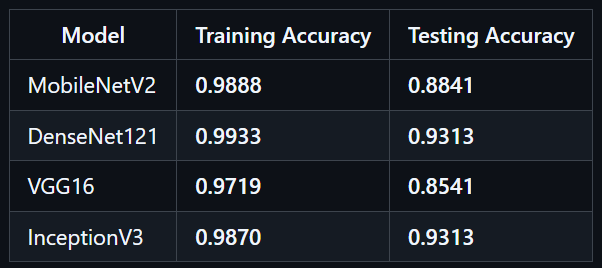 Model Training Accuracy Testing Accuracy
MobileNetV2 0.9888 0.8841
DenseNet121 0.9933 0.9313
VGG16 0.9719 0.8541
InceptionV3 0.9870 0.9313